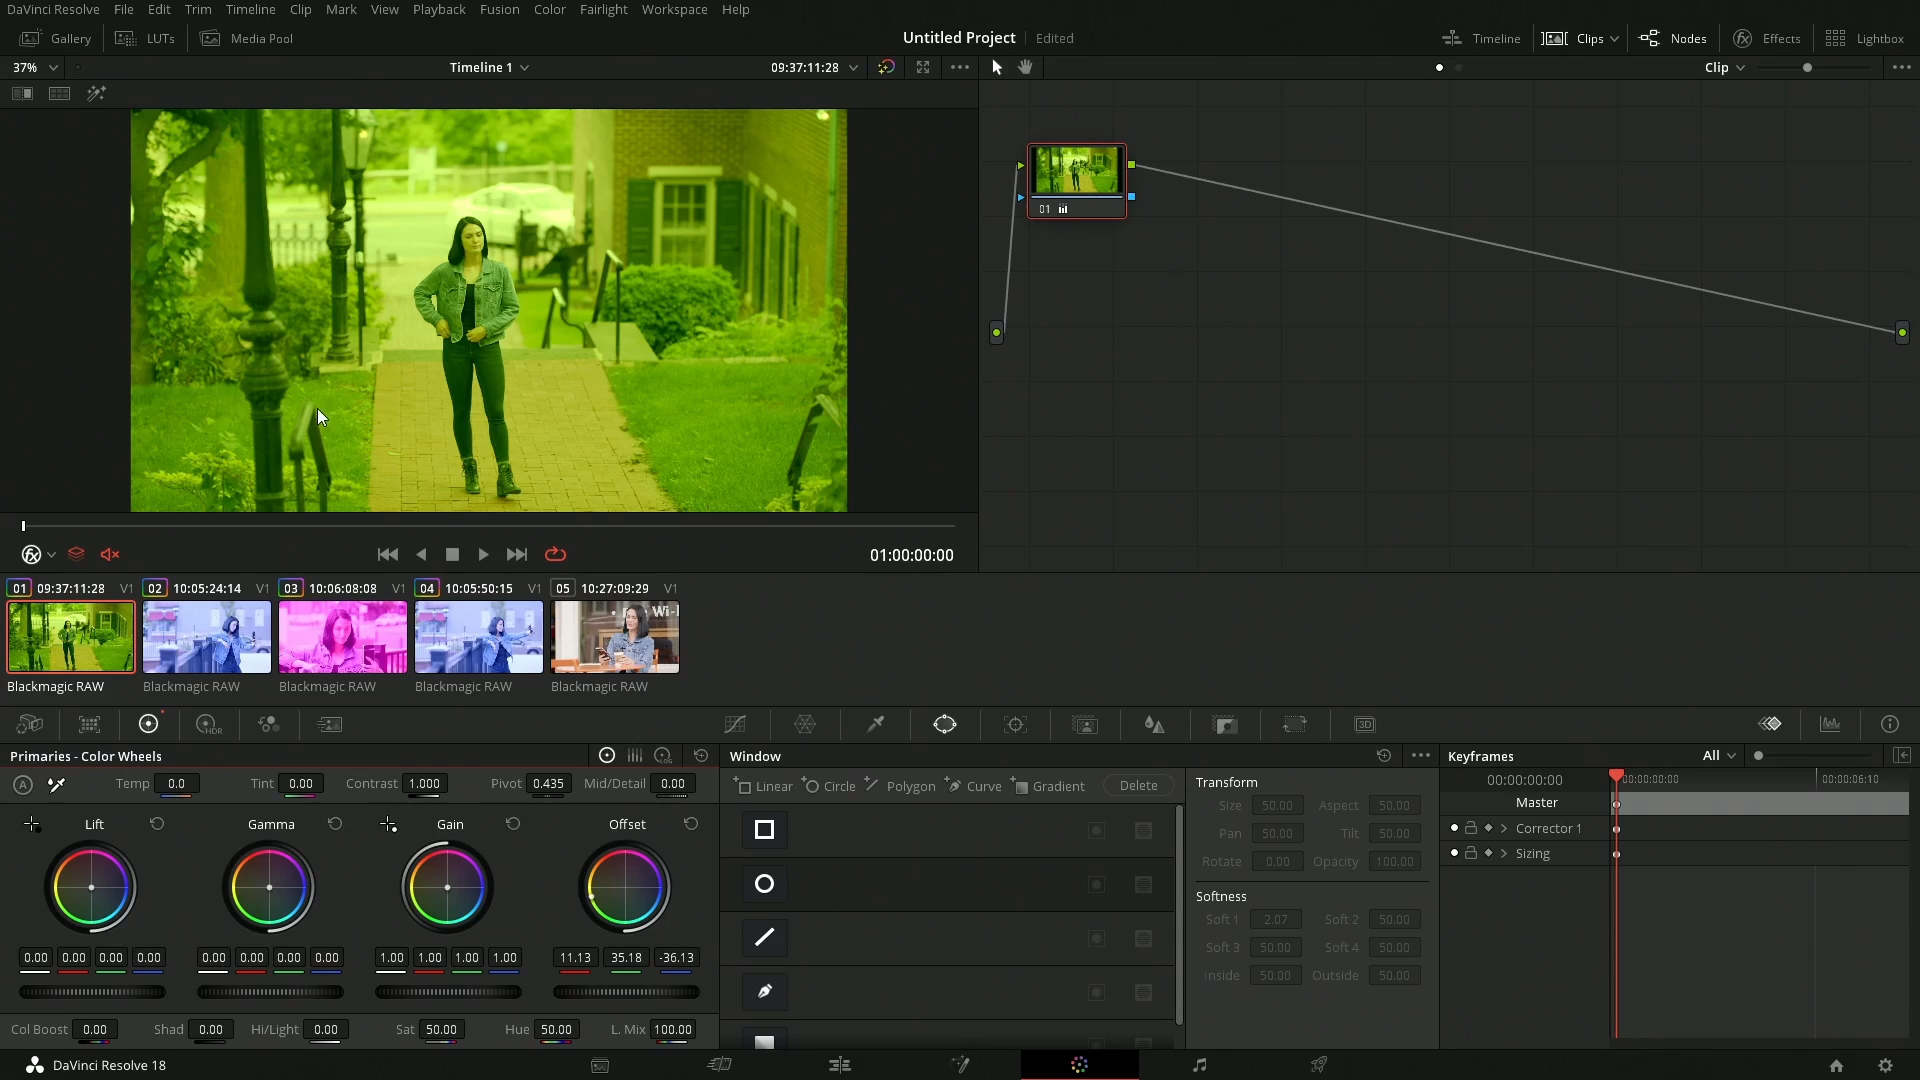 DaVinci Resolve File Edit Trim Timeline Clip Mark View Playback Fusion Color Fairlight Workspace Help
Gallery LUTs Media Pool Untitled Project Edited Timeline Clips Nodes Effects Lightbox
37% Timeline 1 09:37:11:28 Clip
01
01:00:00:00
01 09:37:11:28 V1 02 10:05:24:14 V1 03 10:06:08:08 V1 04 10:05:50:15 V1 05 10:27:09:29 V1
Blackmagic RAW Blackmagic RAW Blackmagic RAW Blackmagic RAW Blackmagic RAW
HDR 3D
Primaries - Color Wheels LOG Window Keyframes All
A Temp 0.0 Tint 0.00 Contrast 1.000 Pivot 0.435 Mid/Detail 0.00
Linear Circle Polygon Curve Gradient Delete
Transform
Size 50.00 Aspect 50.00
Pan 50.00 Tilt 50.00
Rotate 0.00 Opacity 100.00
Softness
Soft 1 2.07 Soft 2 50.00
Soft 3 50.00 Soft 4 50.00
Inside 50.00 Outside 50.00
00:00:00:00 00:00:00:00 00:00:06:10
Master
Corrector 1
Sizing
Lift Gamma Gain Offset
0.00 0.00 0.00 0.00 0.00 0.00 0.00 0.00 1.00 1.00 1.00 1.00 11.13 35.18 -36.13
Col Boost 0.00 Shad 0.00 Hi/Light 0.00 Sat 50.00 Hue 50.00 L. Mix 100.00
DaVinci Resolve 18